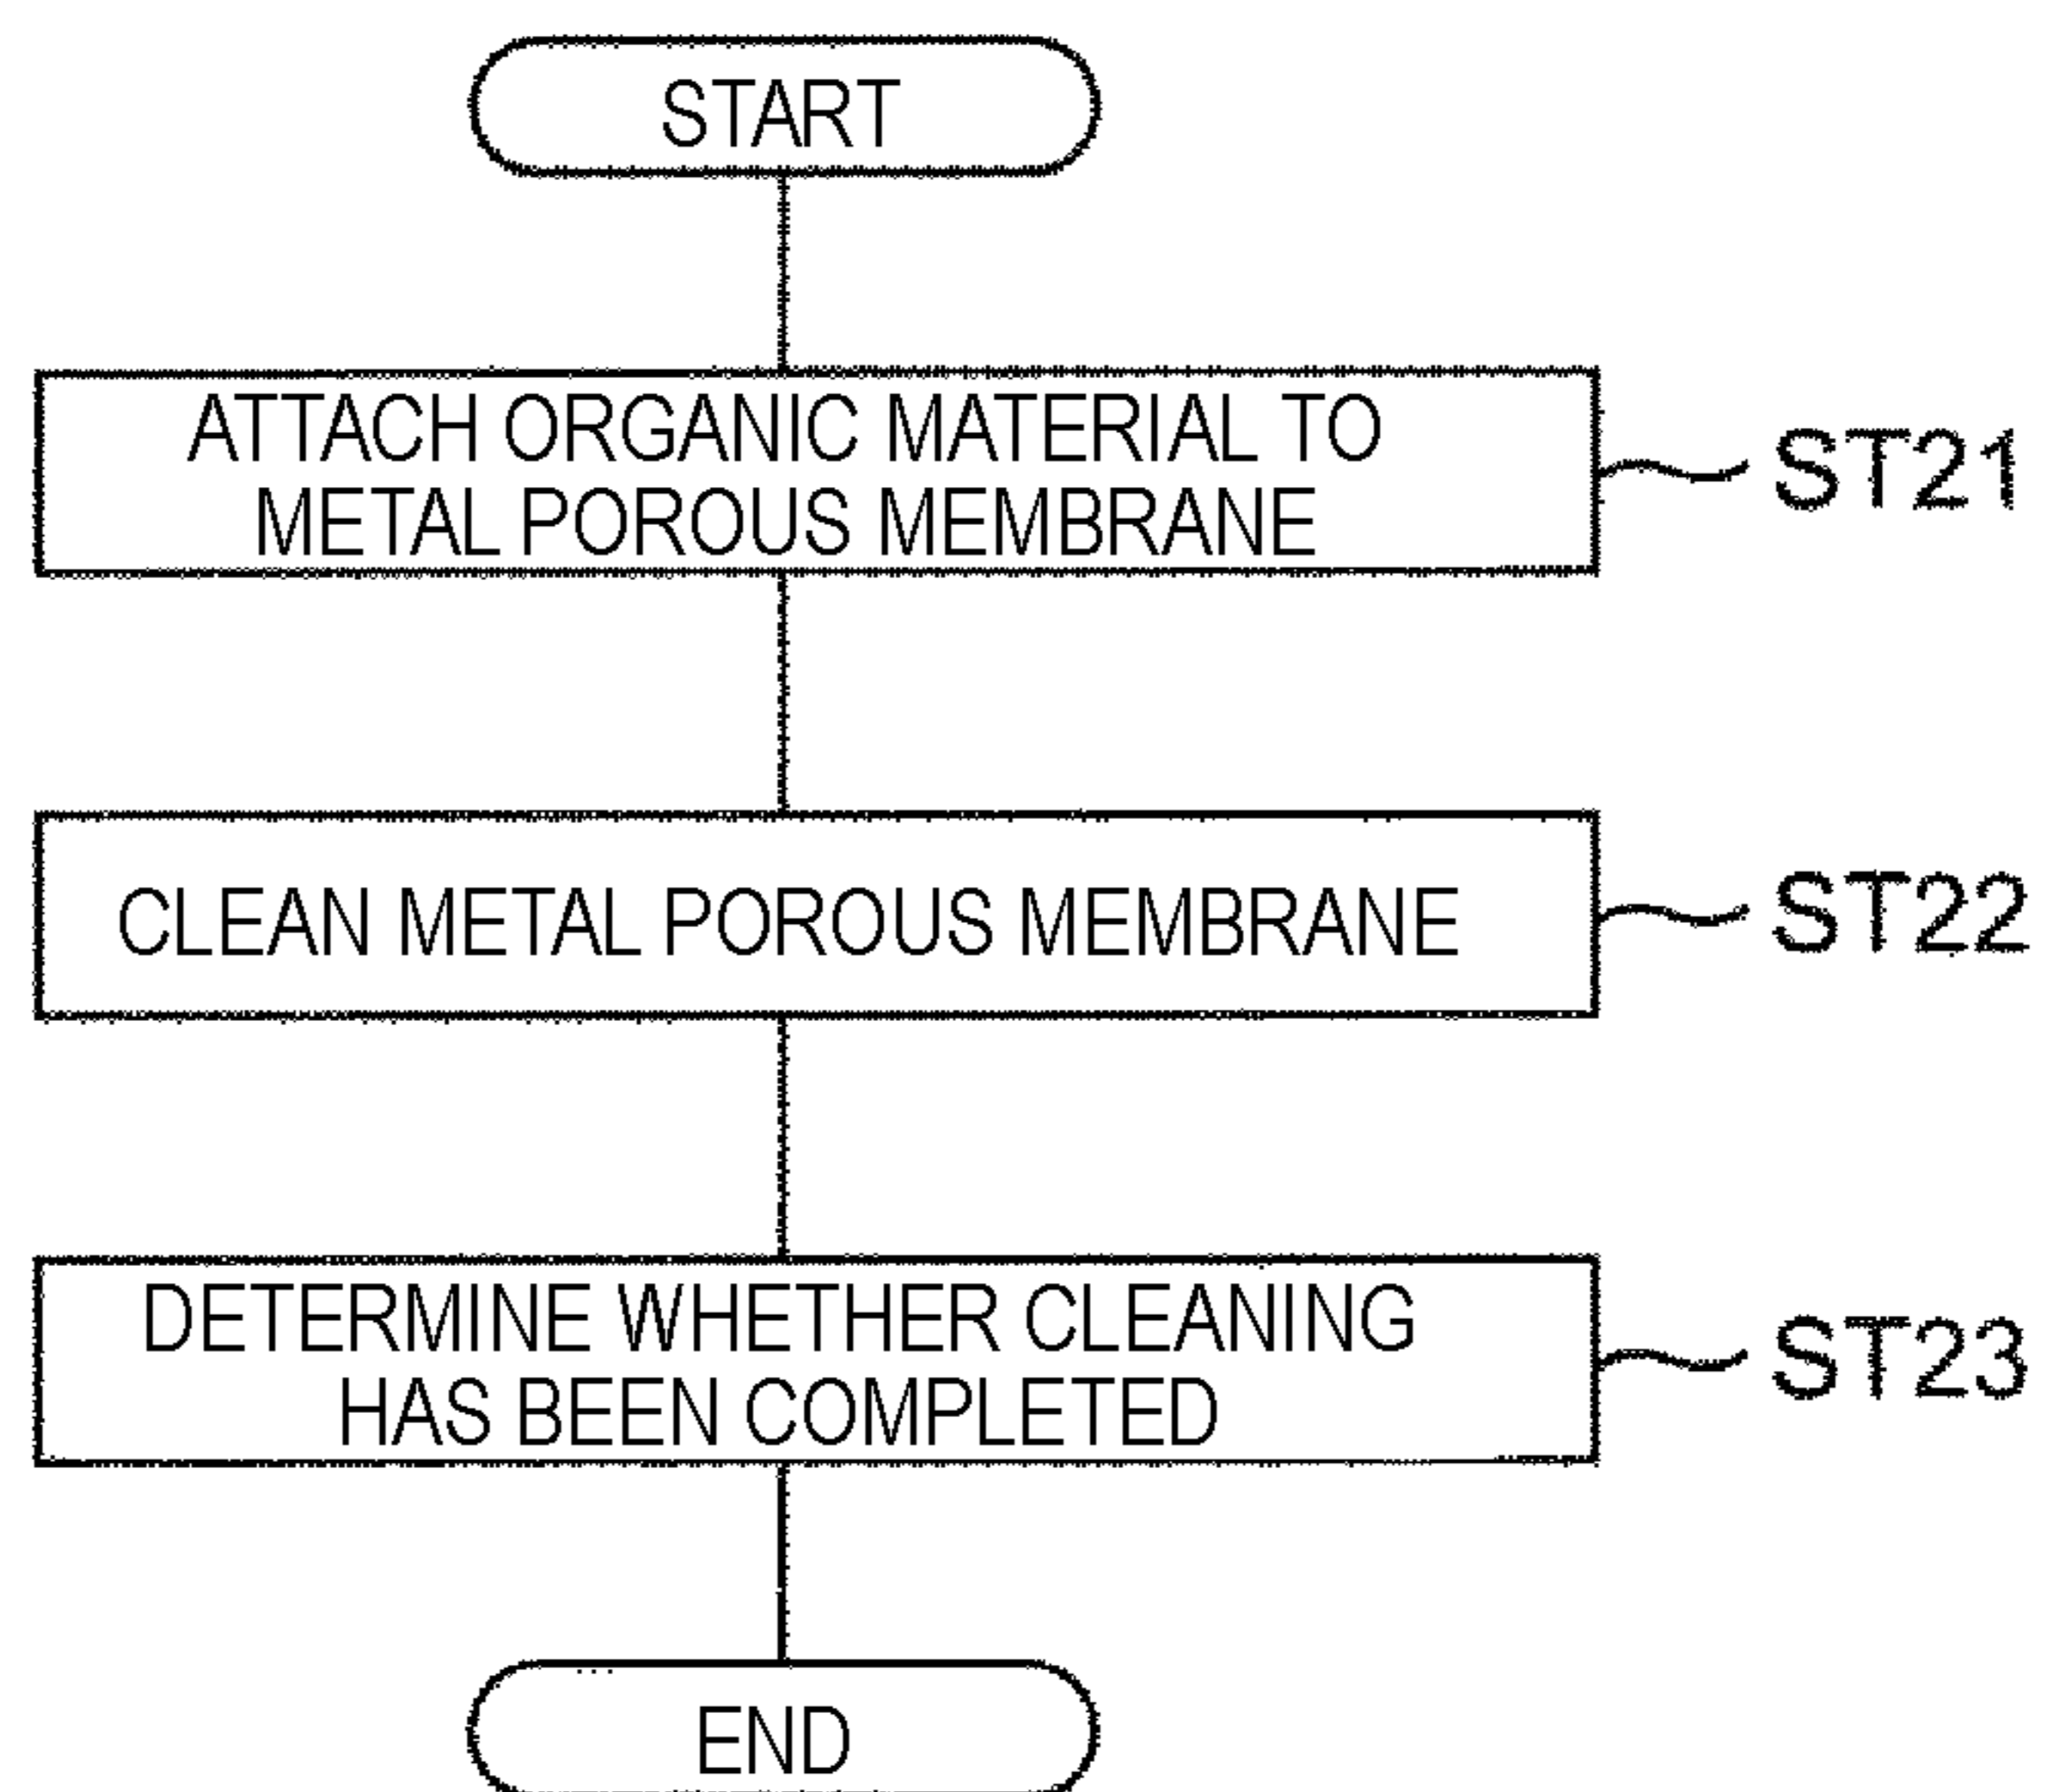 START
ATTACH ORGANIC MATERIAL TO
METAL POROUS MEMBRANE
ST21
CLEAN METAL POROUS MEMBRANE
ST22
DETERMINE WHETHER CLEANING
HAS BEEN COMPLETED
ST23
END